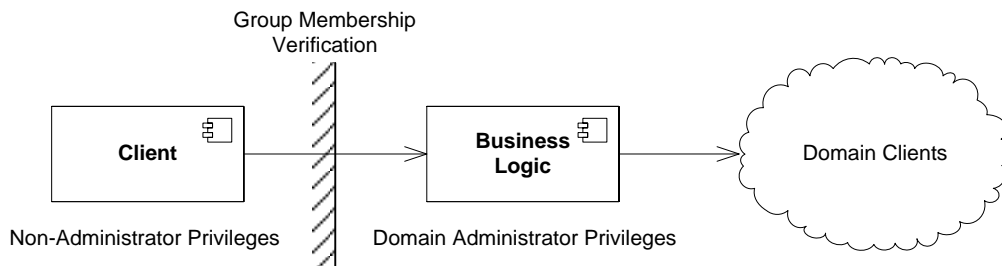 Group Membership
Verification
Client
Business
Logic
Domain Clients
Non-Administrator Privileges
Domain Administrator Privileges